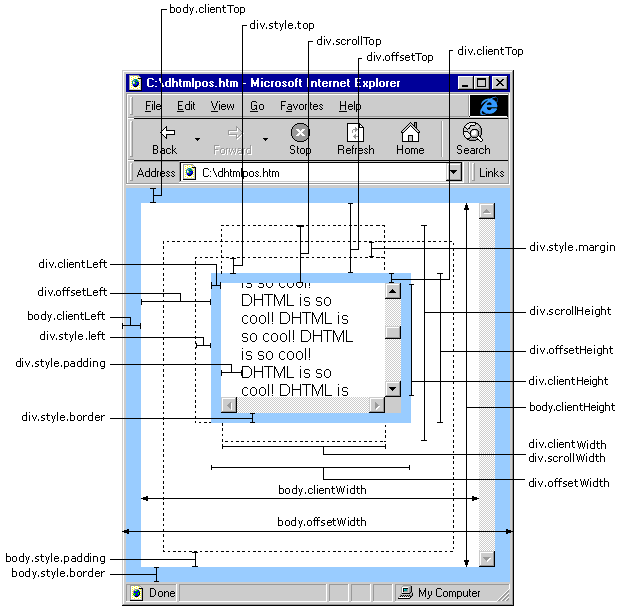 body.clientTop
div.style.top
div.scrollTop
div.offsetTop
div.clientTop
C:\dhtmlpos.htm - Microsoft Internet Explorer
File Edit View Go Favorites Help
Back Forward Stop Refresh Home Search
Address C:\dhtmlpos.htm Links
div.style.margin
div.clientLeft
div.offsetLeft
body.clientLeft
div.style.left
div.style.padding
div.style.border
is so cool!
DHTML is so
cool! DHTML is
so cool! DHTML
is so cool!
DHTML is so
cool! DHTML is
div.scrollHeight
div.offsetHeight
div.clientHeight
body.clientHeight
div.clientWidth
div.scrollWidth
div.offsetWidth
body.clientWidth
body.offsetWidth
body.style.padding
body.style.border
Done My Computer